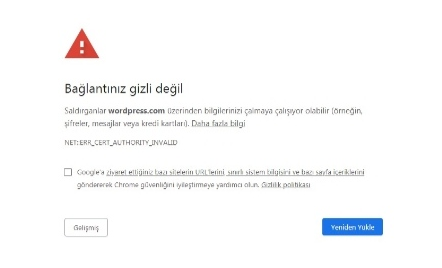 Bağlantınız gizli değil
Saldırganlar wordpress.com üzerinden bilgilerinizi çalmaya çalışıyor olabilir (örneğin,
şifreler, mesajlar veya kredi kartları). Daha fazla bilgi
NET::ERR_CERT_AUTHORITY_INVALID
Google'a ziyaret ettiğiniz bazı sitelerin URL'lerini, sınırlı sistem bilgisini ve bazı sayfa içeriklerini
göndererek Chrome güvenliğini iyileştirmeye yardımcı olun. Gizlilik politikası
Gelişmiş
Yeniden Yükle